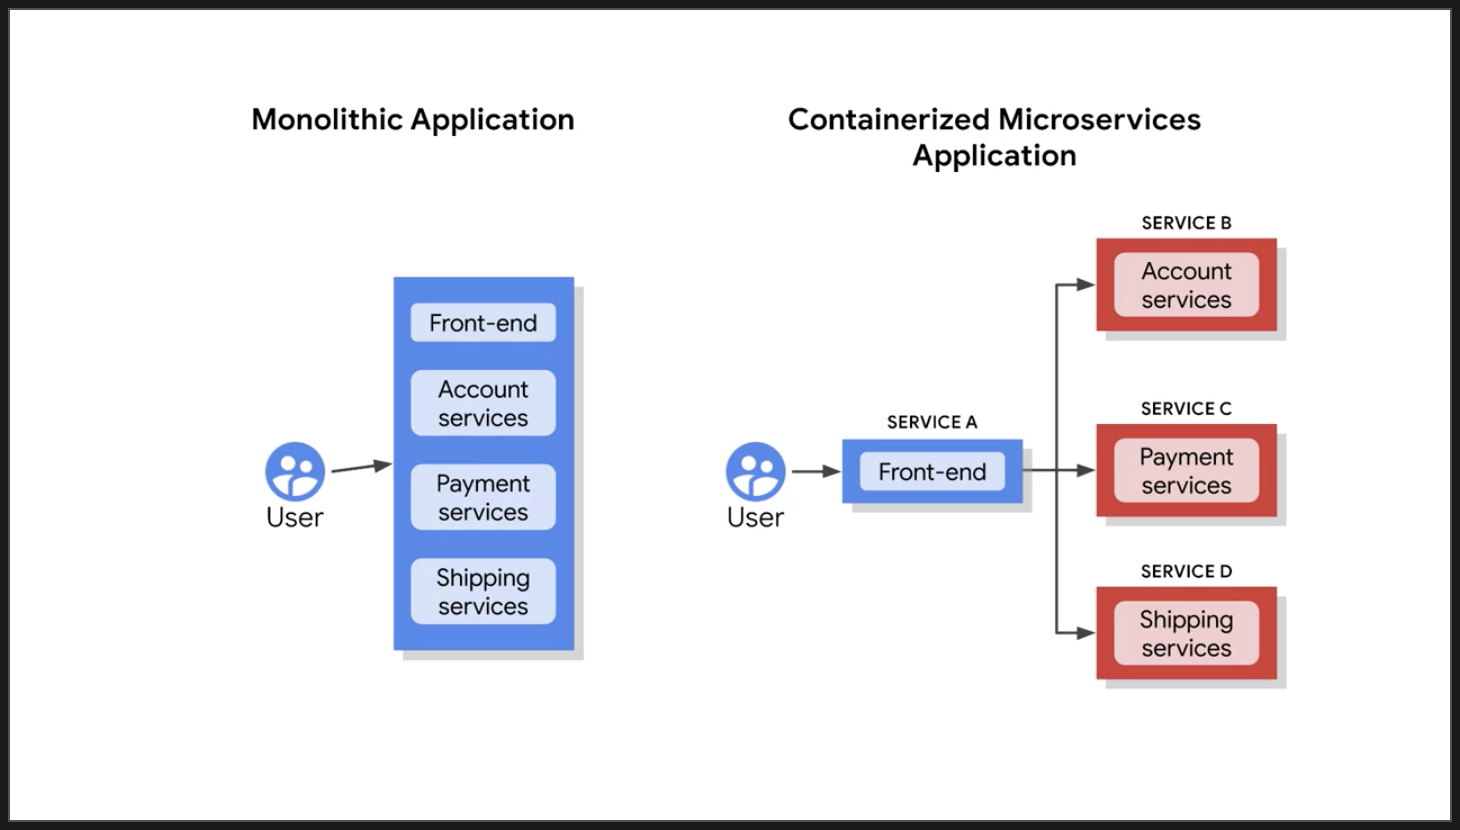 Monolithic Application
Front-end
Account
services
Payment
services
Shipping
services
User
Containerized Microservices
Application
User
SERVICE A
Front-end
SERVICE B
Account
services
SERVICE C
Payment
services
SERVICE D
Shipping
services